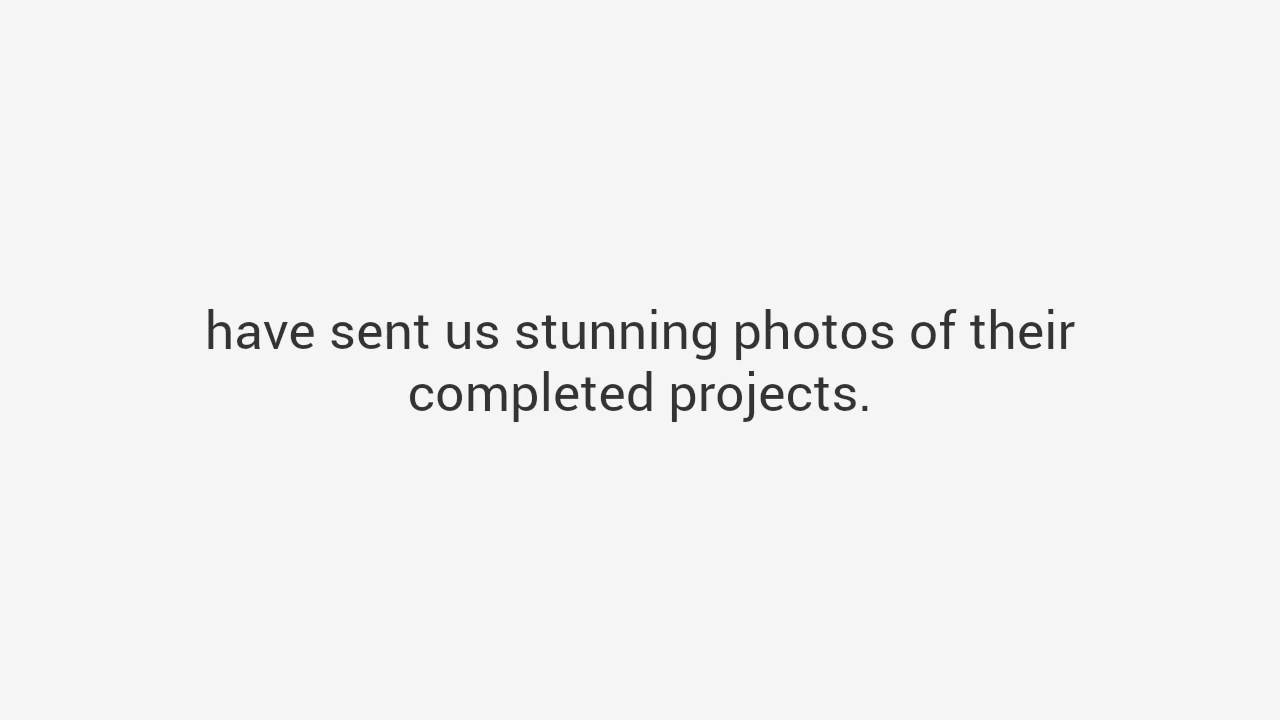 have sent us stunning photos of their
completed projects.